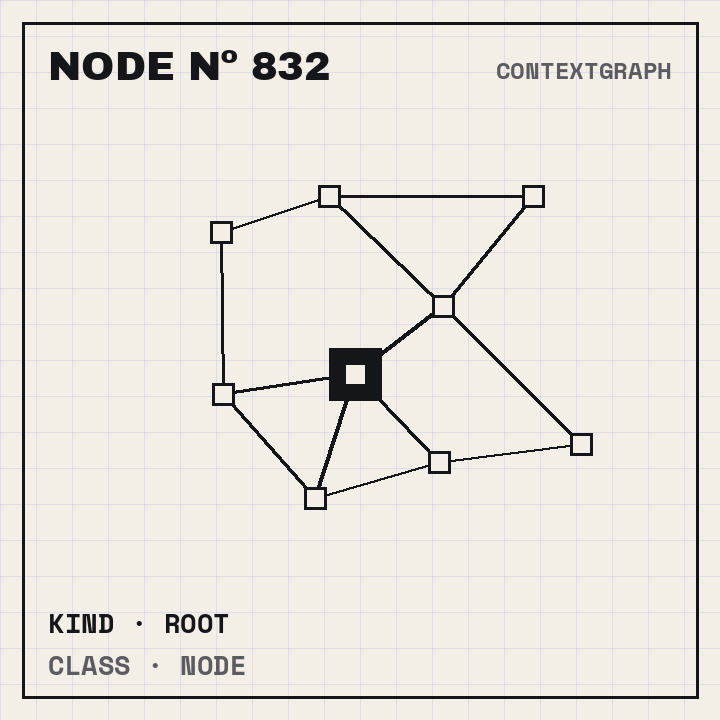 NODE Nº 832
CONTEXTGRAPH
KIND · ROOT
CLASS · NODE